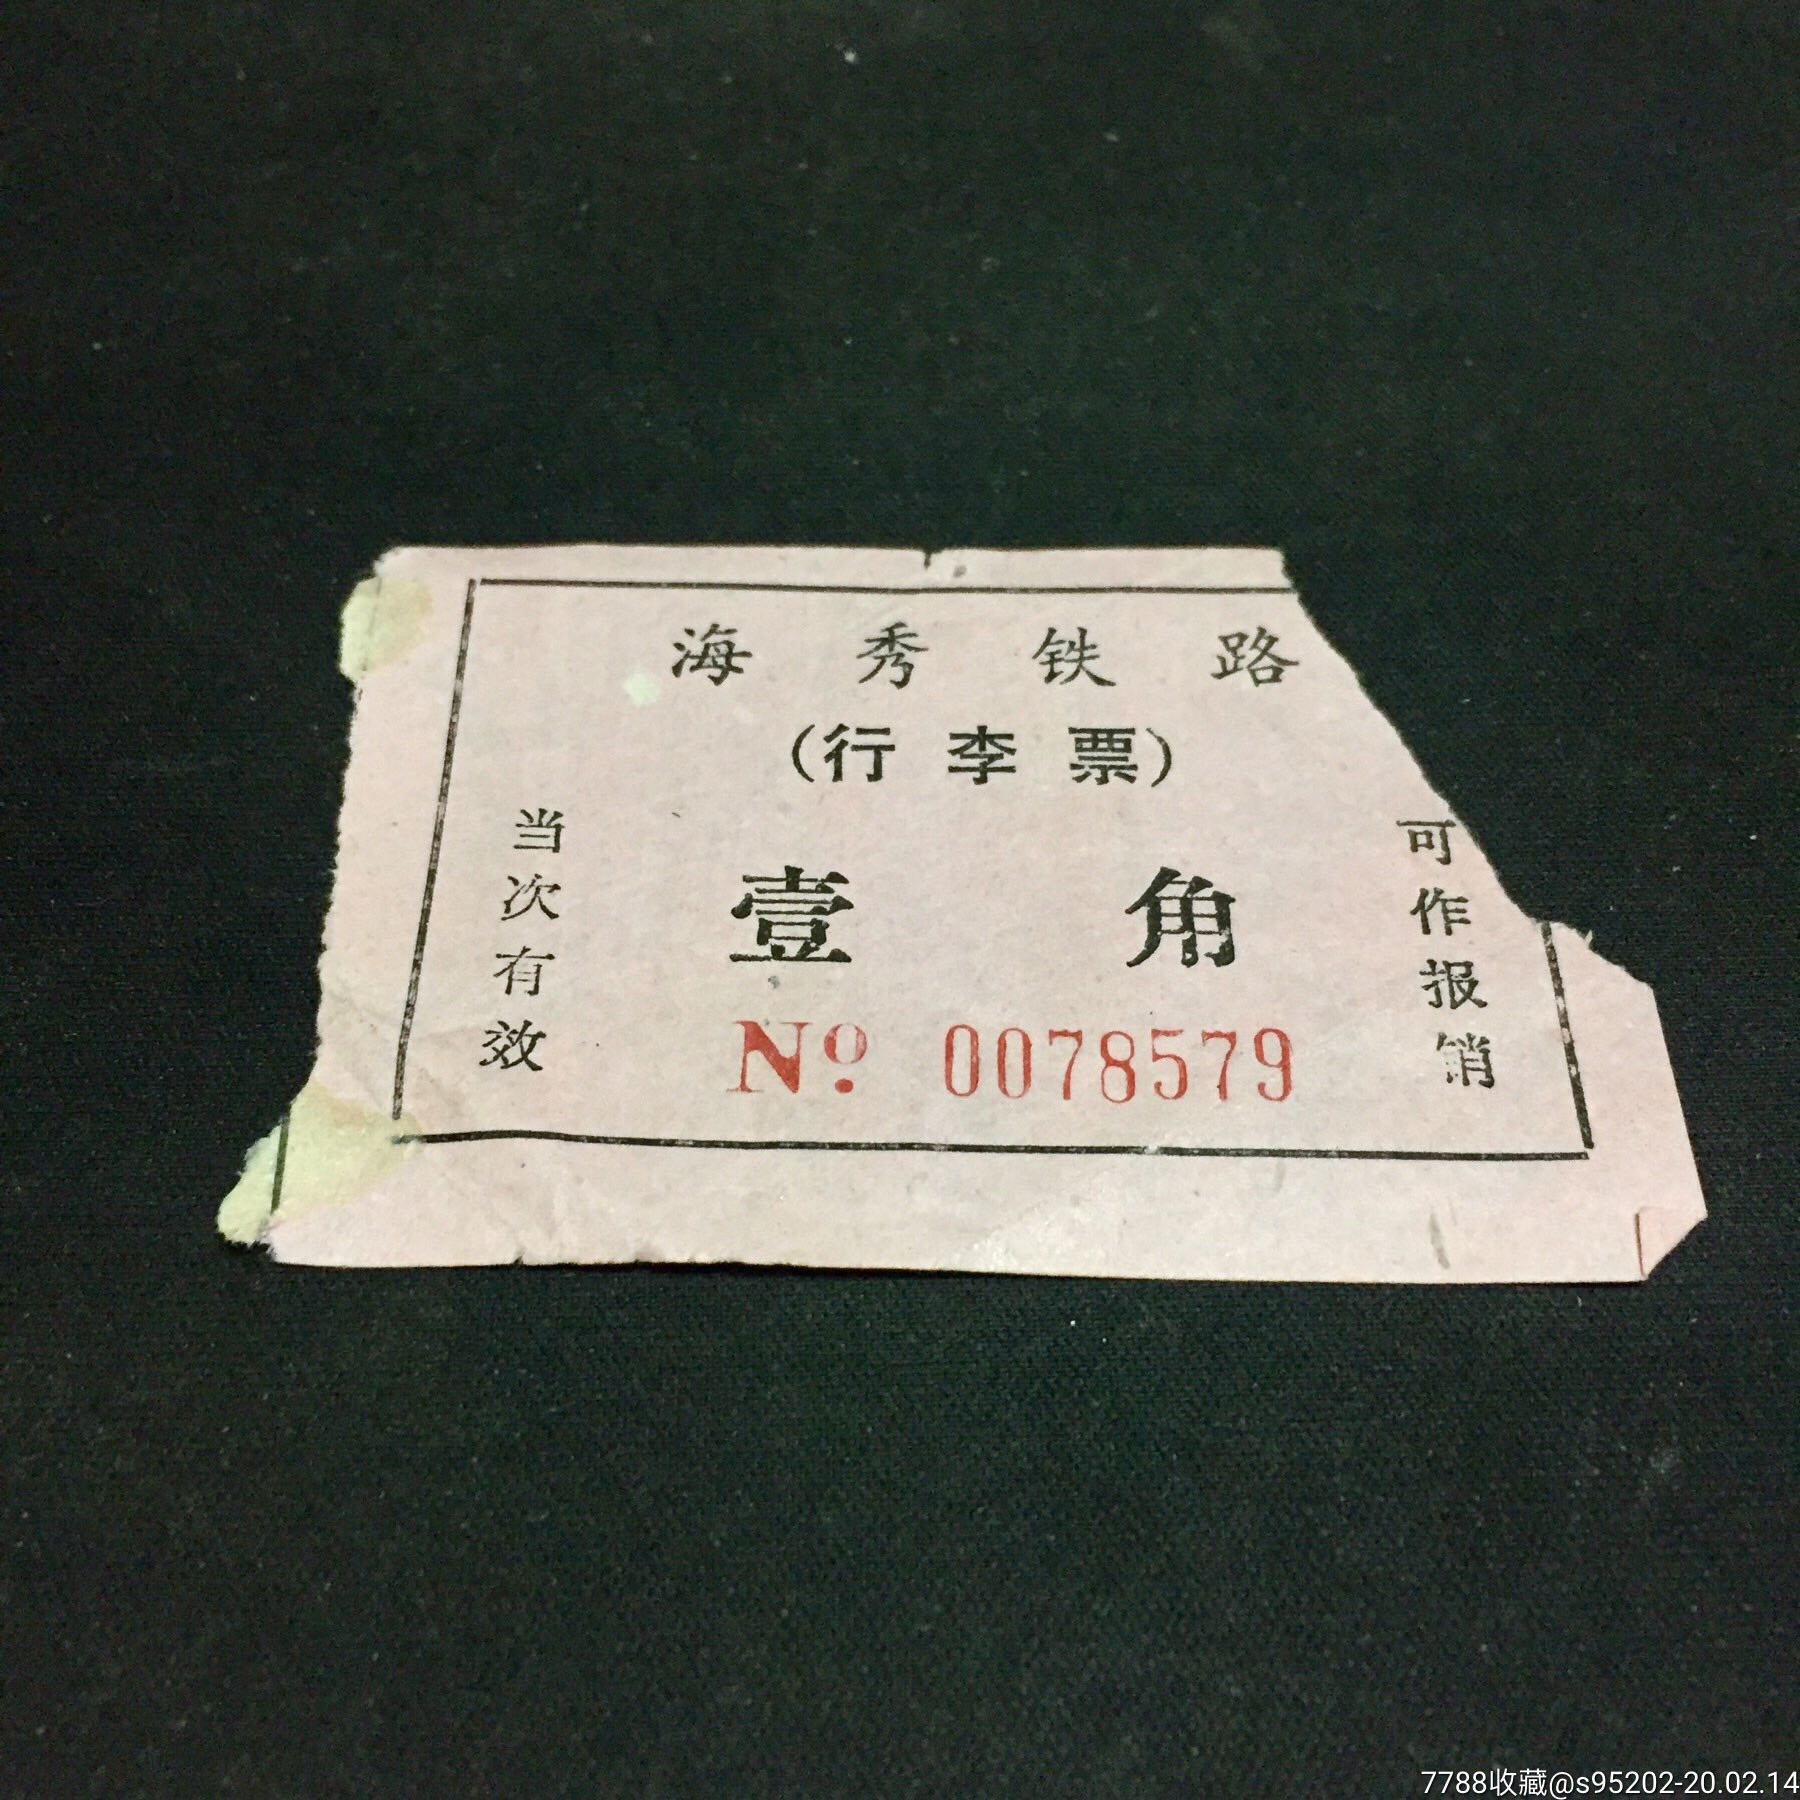 海秀铁路
(行李票)
当次有效
壹角
可作报销
Nº 0078579
7788收藏@s95202-20.02.14